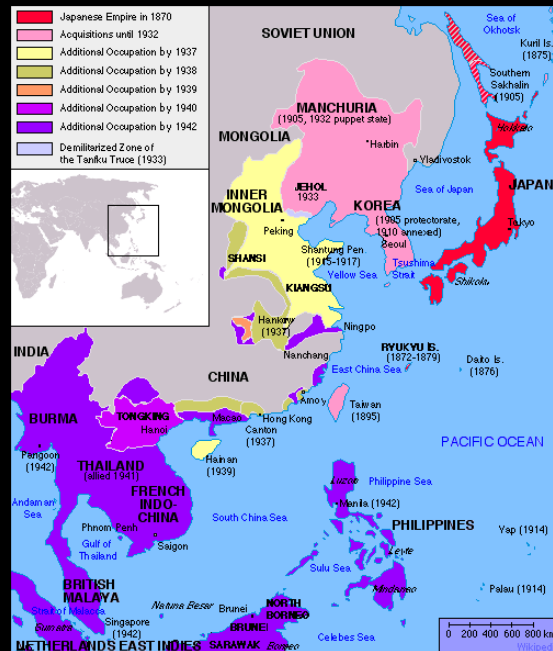 Japanese Empire in 1870
Acquisitions until 1932
Additional Occupation by 1937
Additional Occupation by 1938
Additional Occupation by 1939
Additional Occupation by 1940
Additional Occupation by 1942
Demilitarized Zone of
the Tanku Truce (1933)
SOVIET UNION
Sea of
Okhotsk
Kuril Is.
(1875)
Southern
Sakhalin
(1905)
MANCHURIA
(1905, 1932 puppet state)
Harbin
Hokkaido
MONGOLIA
Vladivostok
JEHOL
1933
Sea of Japan
JAPAN
INNER
MONGOLIA
KOREA
(1905 protectorate,
1910 annexed)
Peking
Seoul
Tokyo
SHANSI
Shantung Pen.
(1915-1917)
Yellow Sea
Tsushima
Strait
Shikoku
KIANGSU
Hankow
(1937)
Ningpo
Nanchang
RYUKYU IS.
(1872-1879)
Daito Is.
(1876)
INDIA
East China Sea
CHINA
BURMA
TONGKING
Hanoi
Macao
Amoy
Hong Kong
Canton
(1937)
Taiwan
(1895)
PACIFIC OCEAN
Rangoon
(1942)
THAILAND
(allied 1941)
Hainan
(1939)
Luzon
Philippine Sea
Andaman
Sea
FRENCH
INDO-
CHINA
South China Sea
Manila (1942)
Phnom Penh
PHILIPPINES
Yap (1914)
Gulf of
Thailand
Saigon
Leyte
Sulu Sea
BRITISH
MALAYA
Mindanao
Palau (1914)
Strait of Malacca
Natuna Besar
Brunei
NORTH
BORNEO
Sumatra
Singapore
(1942)
BRUNEI
Celebes Sea
0 200 400 600 800 km
NETHERLANDS EAST INDIES
SARAWAK
Borneo